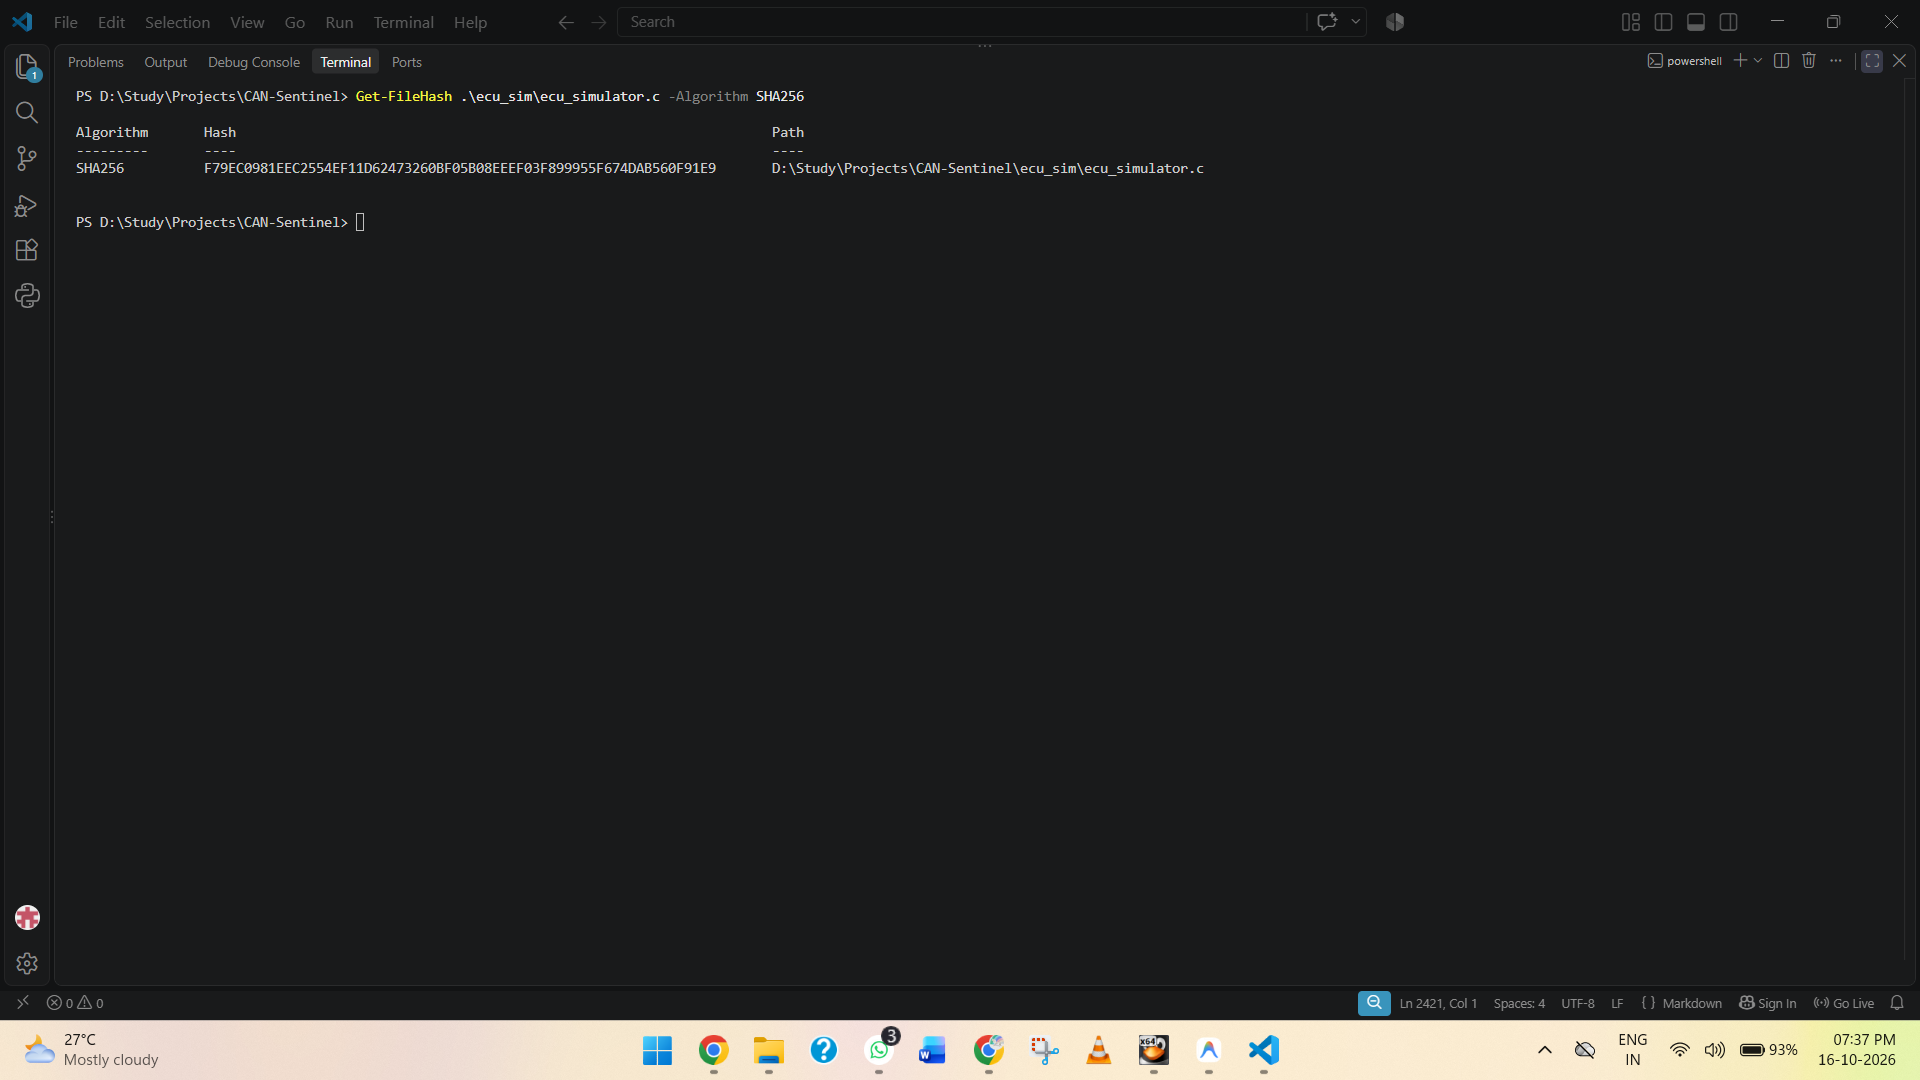 File Edit Selection View Go Run Terminal Help
Search
1
Problems Output Debug Console Terminal Ports
powershell
PS D:\Study\Projects\CAN-Sentinel> Get-FileHash .\ecu_sim\ecu_simulator.c -Algorithm SHA256
Algorithm Hash Path
--------- ---- ----
SHA256 F79EC0981EEC2554EF11D62473260BF05B08EEEF03F899955F674DAB560F91E9 D:\Study\Projects\CAN-Sentinel\ecu_sim\ecu_simulator.c
PS D:\Study\Projects\CAN-Sentinel>
0 0
Ln 2421, Col 1 Spaces: 4 UTF-8 LF { } Markdown Sign In Go Live
27°C
Mostly cloudy
3
W
x64
ENG
IN
93%
07:37 PM
16-10-2026